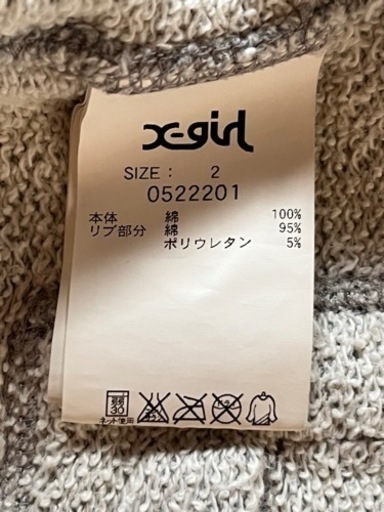 X-girl
SIZE： 2
0522201
本体 綿 100%
リブ部分 綿 95%
ポリウレタン 5%
弱
30
ネット使用